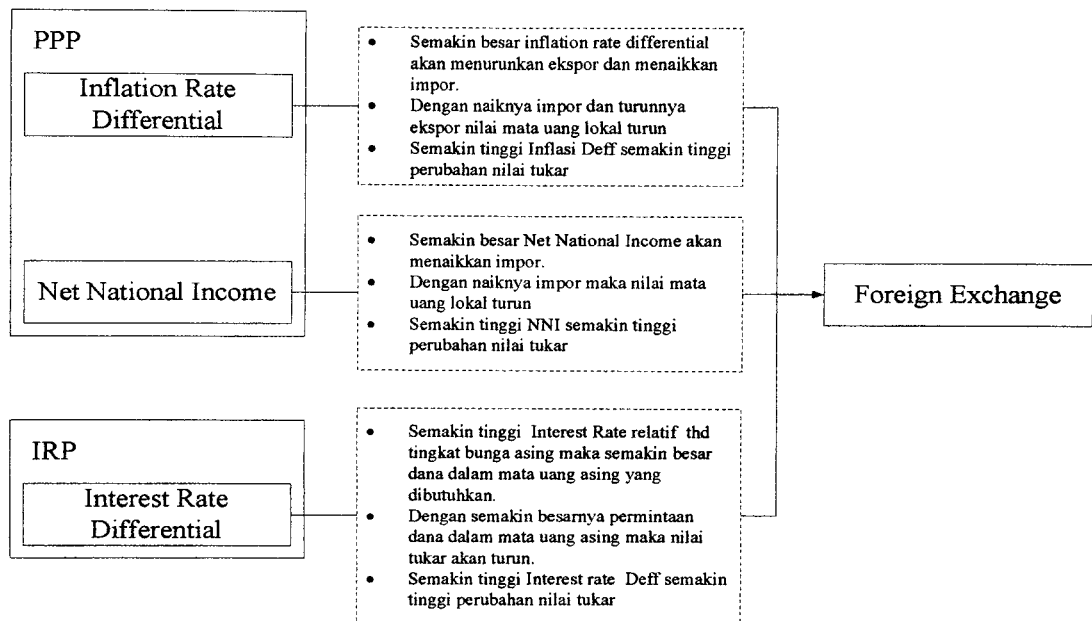 PPP
Inflation Rate
Differential
• Semakin besar inflation rate differential
akan menurunkan ekspor dan menaikkan
impor.
• Dengan naiknya impor dan turunnya
ekspor nilai mata uang lokal turun
• Semakin tinggi Inflasi Deff semakin tinggi
perubahan nilai tukar
Net National Income
• Semakin besar Net National Income akan
menaikkan impor.
• Dengan naiknya impor maka nilai mata
uang lokal turun
• Semakin tinggi NNI semakin tinggi
perubahan nilai tukar
Foreign Exchange
IRP
Interest Rate
Differential
• Semakin tinggi Interest Rate relatif thd
tingkat bunga asing maka semakin besar
dana dalam mata uang asing yang
dibutuhkan.
• Dengan semakin besarnya permintaan
dana dalam mata uang asing maka nilai
tukar akan turun.
• Semakin tinggi Interest rate Deff semakin
tinggi perubahan nilai tukar